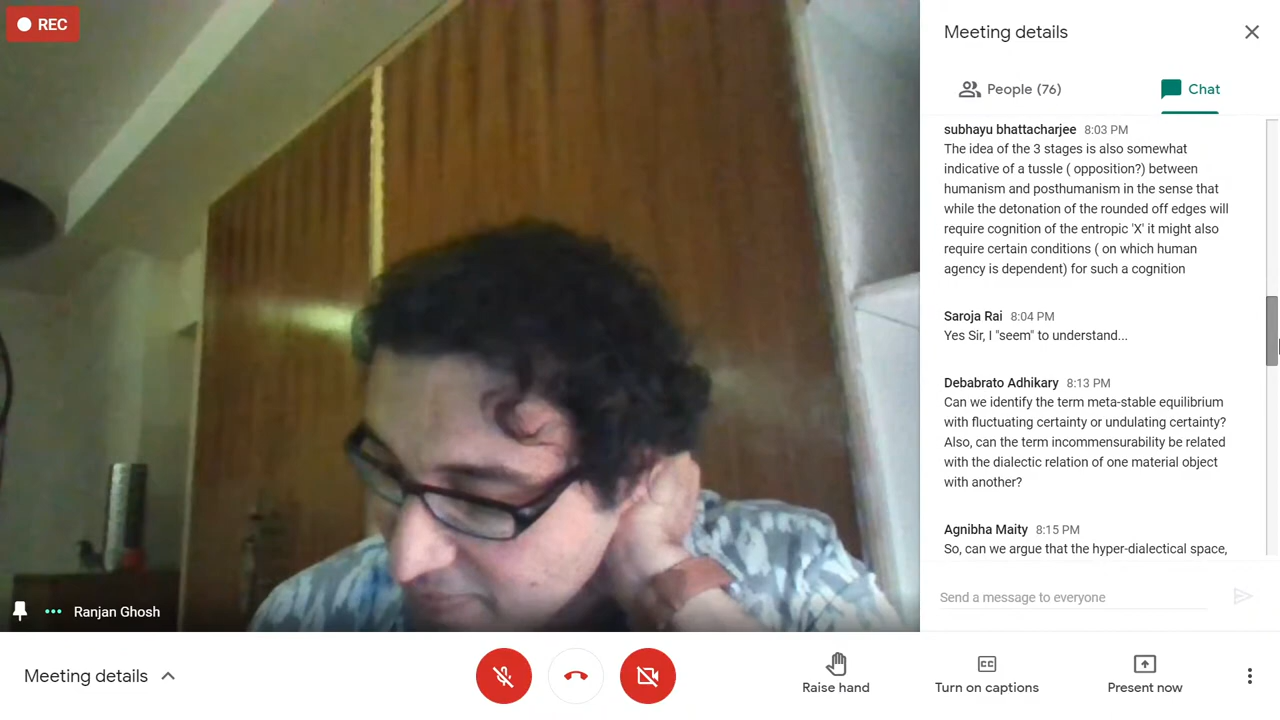 REC
Meeting details
People (76)
Chat
subhayu bhattacharjee 8:03 PM
The idea of the 3 stages is also somewhat
indicative of a tussle ( opposition?) between
humanism and posthumanism in the sense that
while the detonation of the rounded off edges will
require cognition of the entropic 'X' it might also
require certain conditions ( on which human
agency is dependent) for such a cognition
Saroja Rai 8:04 PM
Yes Sir, I "seem" to understand...
Debabrato Adhikary 8:13 PM
Can we identify the term meta-stable equilibrium
with fluctuating certainty or undulating certainty?
Also, can the term incommensurability be related
with the dialectic relation of one material object
with another?
Agnibha Maity 8:15 PM
So, can we argue that the hyper-dialectical space,
Send a message to everyone
Ranjan Ghosh
Meeting details
Raise hand
CC
Turn on captions
Present now